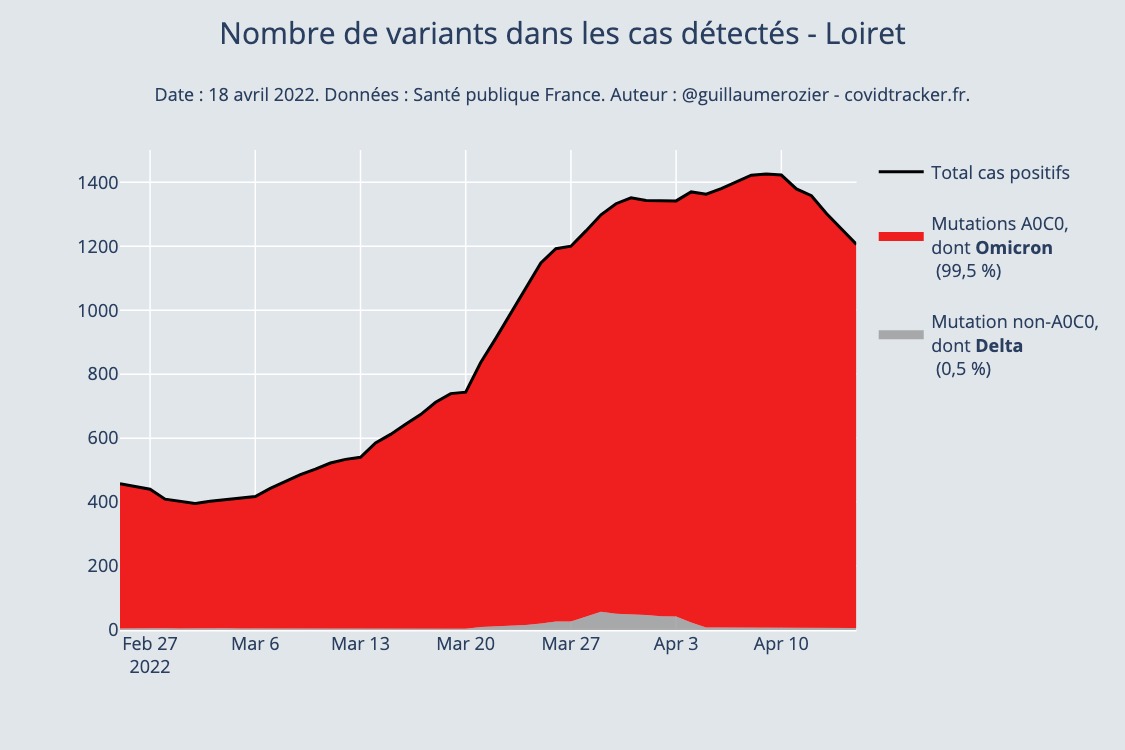 Nombre de variants dans les cas détectés - Loiret
Date : 18 avril 2022. Données : Santé publique France. Auteur : @guillaumerozier - covidtracker.fr.
1400
1200
1000
800
600
400
200
0
Feb 27
2022
Mar 6
Mar 13
Mar 20
Mar 27
Apr 3
Apr 10
Total cas positifs
Mutations A0C0,
dont Omicron
(99,5 %)
Mutation non-A0C0,
dont Delta
(0,5 %)